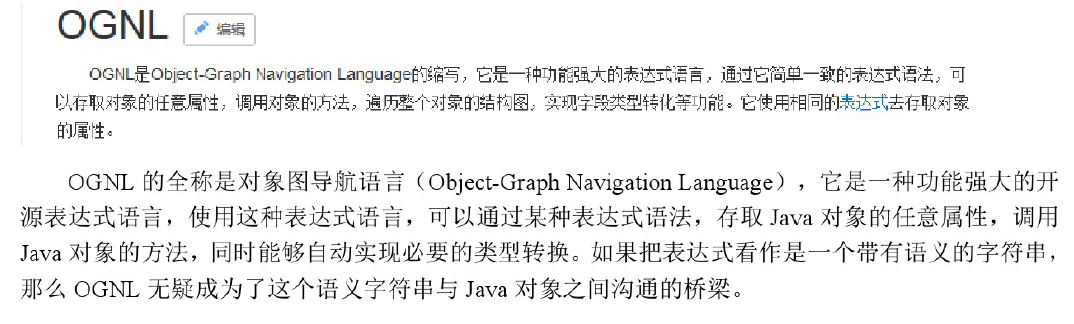 OGNL 编辑
OGNL是Object-Graph Navigation Language的缩写，它是一种功能强大的表达式语言，通过它简单一致的表达式语法，可
以存取对象的任意属性，调用对象的方法，遍历整个对象的结构图，实现字段类型转化等功能。它使用相同的表达式去存取对象
的属性。
OGNL 的全称是对象图导航语言（Object-Graph Navigation Language），它是一种功能强大的开
源表达式语言，使用这种表达式语言，可以通过某种表达式语法，存取 Java 对象的任意属性，调用
Java 对象的方法，同时能够自动实现必要的类型转换。如果把表达式看作是一个带有语义的字符串，
那么 OGNL 无疑成为了这个语义字符串与 Java 对象之间沟通的桥梁。